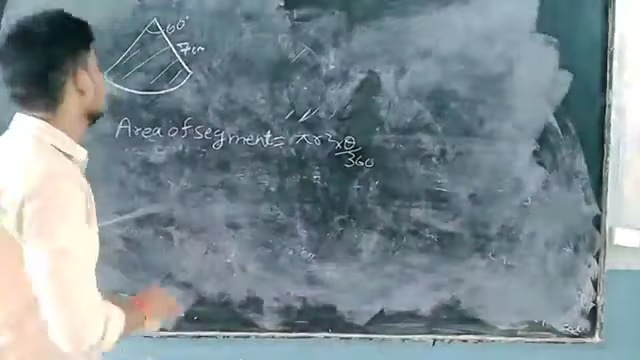 60°
7cm
Area of segment = πr² × θ/360